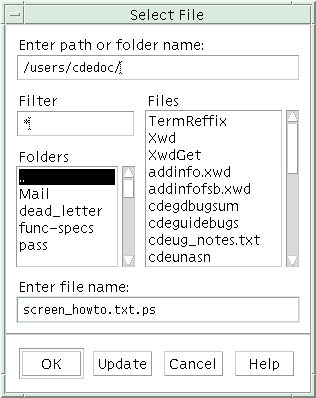 Select File
Enter path or folder name:
/users/cdedoc/
Filter
*
Files
TermReffix
Xwd
XwdGet
addinfo.xwd
addinfofsb.xwd
cdegdbugsum
cdeguidebugs
cdeug_notes.txt
cdeunasn
Folders
..
Mail
dead_letter
func-specs
pass
Enter file name:
screen_howto.txt.ps
OK
Update
Cancel
Help